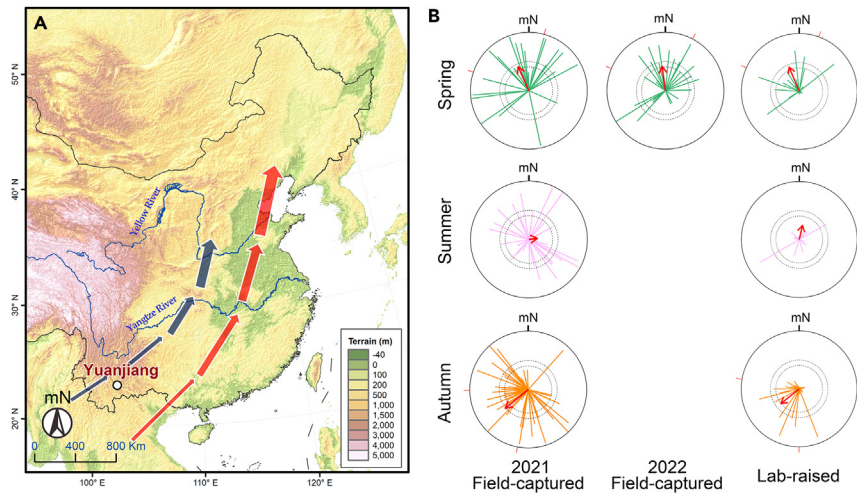 A
50° N
40° N
30° N
20° N
Yellow River
Yangtze River
Yuanjiang
mN
0 400 800 Km
100° E
110° E
120° E
Terrain (m)
-40
0
100
200
500
1,000
1,500
2,000
3,000
4,000
5,000
B
mN
mN
mN
Spring
mN
mN
Summer
mN
mN
Autumn
2021
Field-captured
2022
Field-captured
Lab-raised